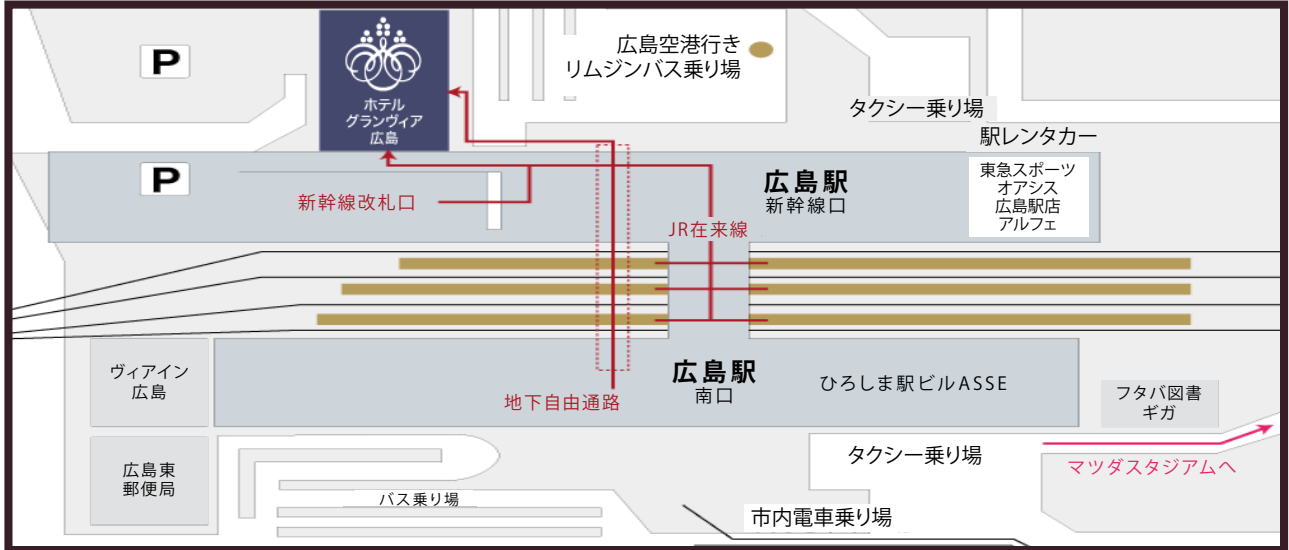 P
ホテル
グランヴィア
広島
広島空港行き
リムジンバス乗り場
タクシー乗り場
駅レンタカー
P
新幹線改札口
広島駅
新幹線口
東急スポーツ
オアシス
広島駅店
アルフェ
JR在来線
ヴィアイン
広島
地下自由通路
広島駅
南口
ひろしま駅ビルASSE
フタバ図書
ギガ
広島東
郵便局
バス乗り場
タクシー乗り場
マツダスタジアムへ
市内電車乗り場